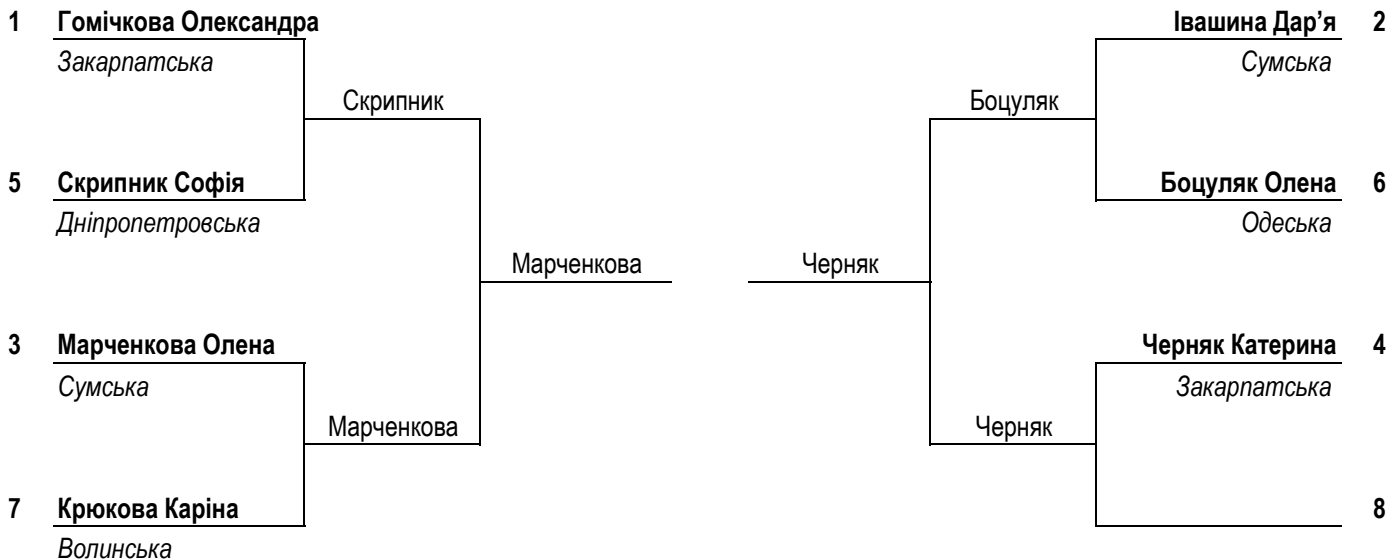 1 Гомічкова Олександра
Івашина Дар’я 2
Закарпатська
Сумська
Скрипник
Боцуляк
5 Скрипник Софія
Боцуляк Олена 6
Дніпропетровська
Одеська
Марченкова
Черняк
3 Марченкова Олена
Черняк Катерина 4
Сумська
Закарпатська
Марченкова
Черняк
7 Крюкова Каріна
8
Волинська